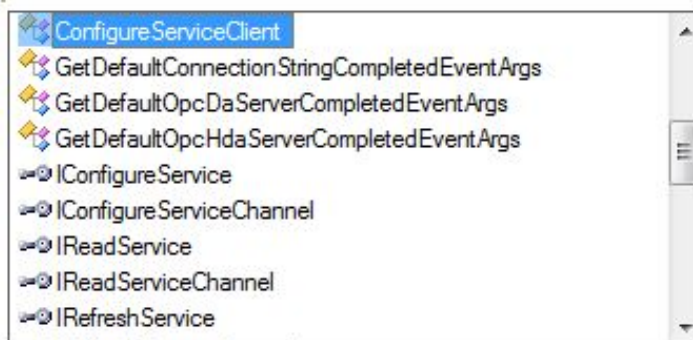 ConfigureServiceClient
GetDefaultConnectionStringCompletedEventArgs
GetDefaultOpcDaServerCompletedEventArgs
GetDefaultOpcHdaServerCompletedEventArgs
IConfigureService
IConfigureServiceChannel
IReadService
IReadServiceChannel
IRefreshService